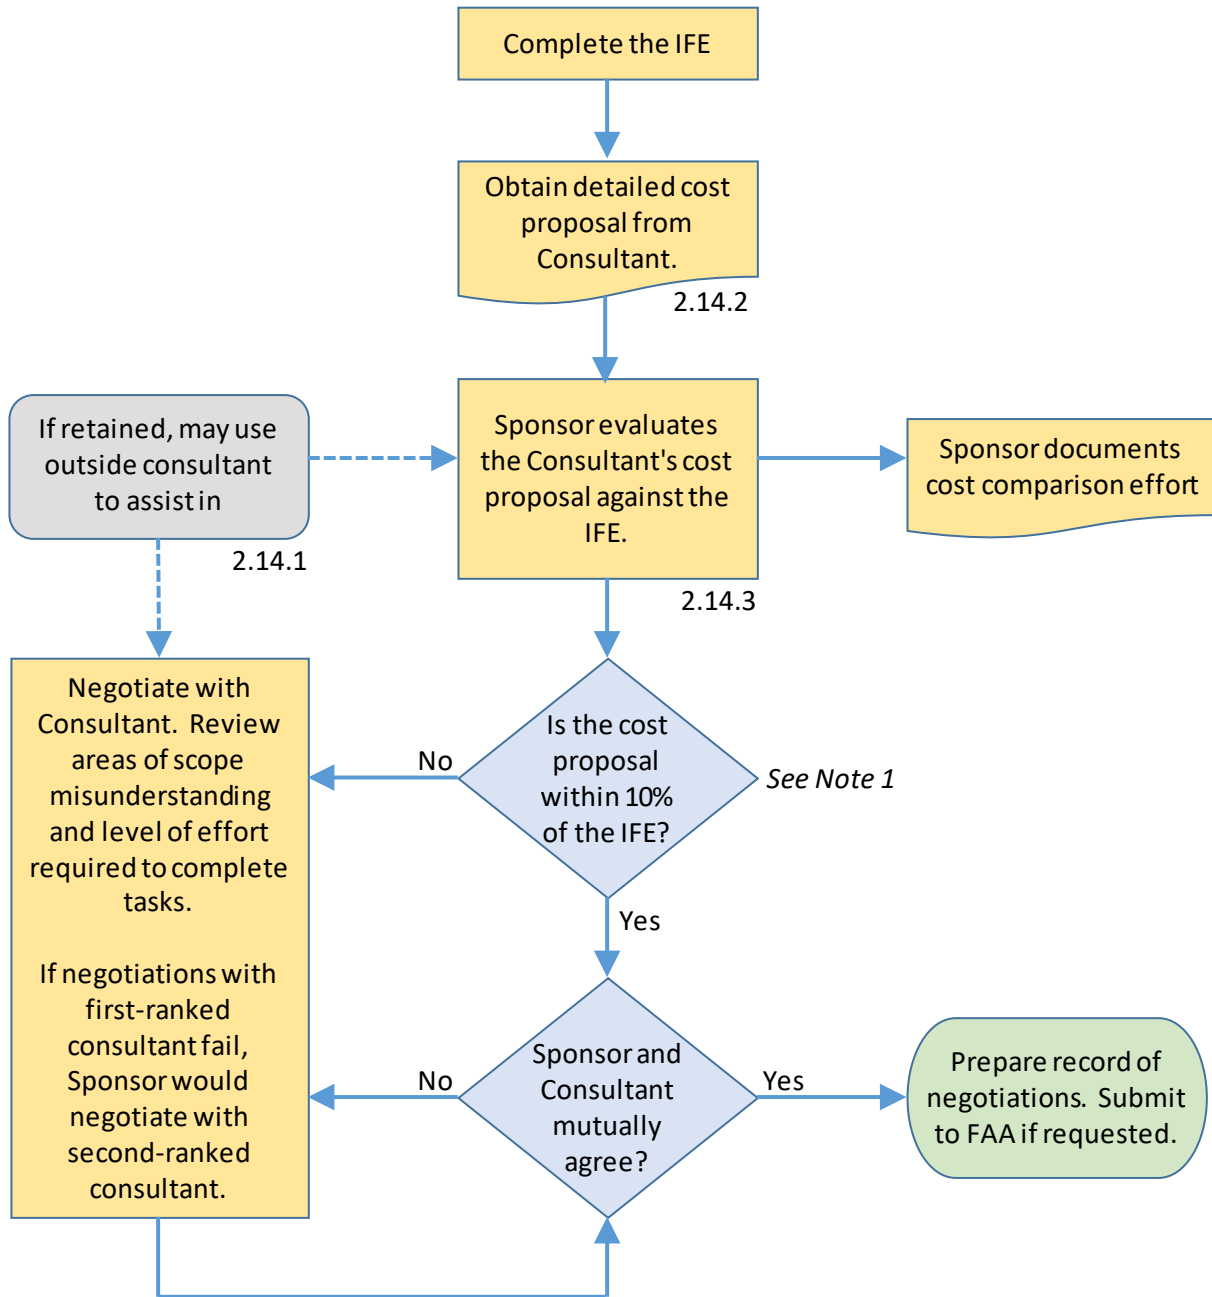 Complete the IFE
Obtain detailed cost
proposal from
Consultant.
2.14.2
If retained, may use
outside consultant
to assist in
2.14.1
Sponsor evaluates
the Consultant's cost
proposal against the
IFE.
2.14.3
Sponsor documents
cost comparison effort
Negotiate with
Consultant.  Review
areas of scope
misunderstanding
and level of effort
required to complete
tasks.
If negotiations with
first-ranked
consultant fail,
Sponsor would
negotiate with
second-ranked
consultant.
No
Is the cost
proposal
within 10%
of the IFE?
See Note 1
Yes
No
Sponsor and
Consultant
mutually
agree?
Yes
Prepare record of
negotiations.  Submit
to FAA if requested.